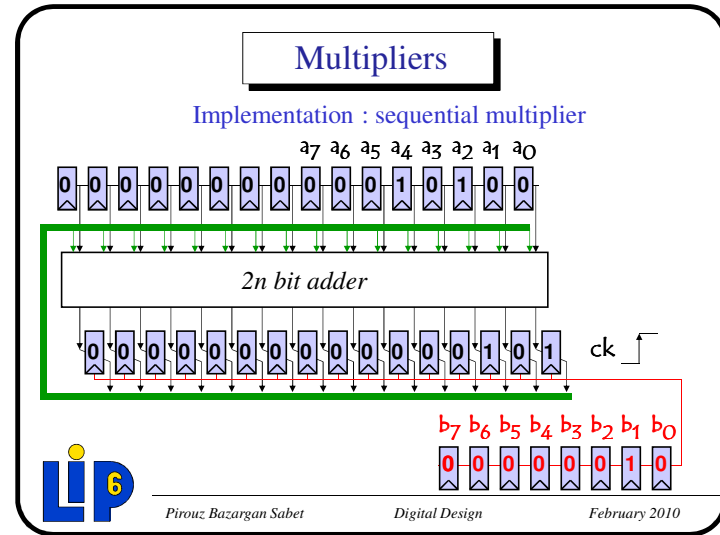 Multipliers
Implementation : sequential multiplier
a7 a6 a5 a4 a3 a2 a1 a0
0 0 0 0 0 0 0 0 0 0 0 1 0 1 0 0
2n bit adder
0 0 0 0 0 0 0 0 0 0 0 0 0 1 0 1
ck
b7 b6 b5 b4 b3 b2 b1 b0
0 0 0 0 0 0 1 0
LIP6
Pirouz Bazargan Sabet Digital Design February 2010